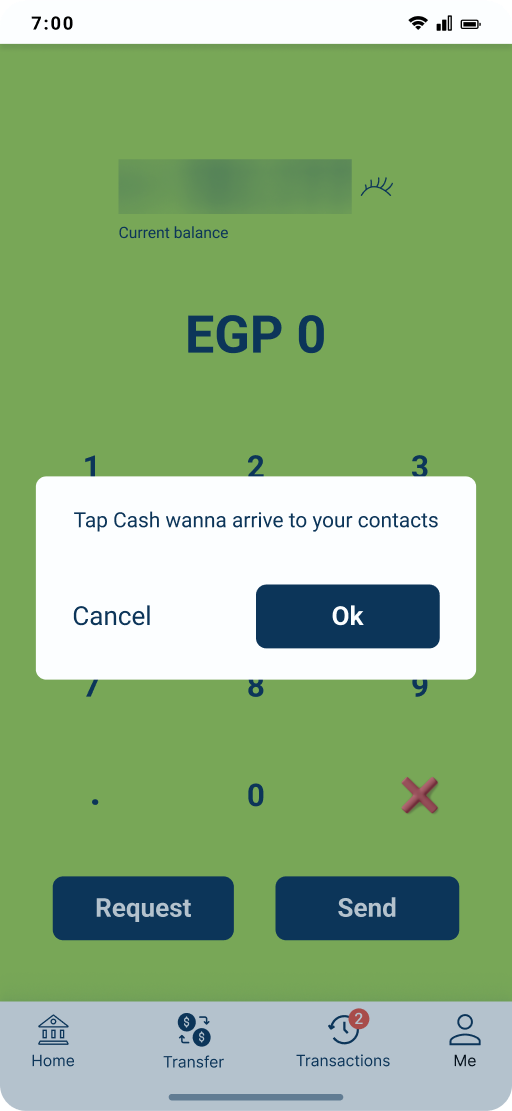 7:00
Current balance
EGP 0
1 2 3
Tap Cash wanna arrive to your contacts
Cancel Ok
7 8 9
. 0
Request Send
2
Home Transfer Transactions Me